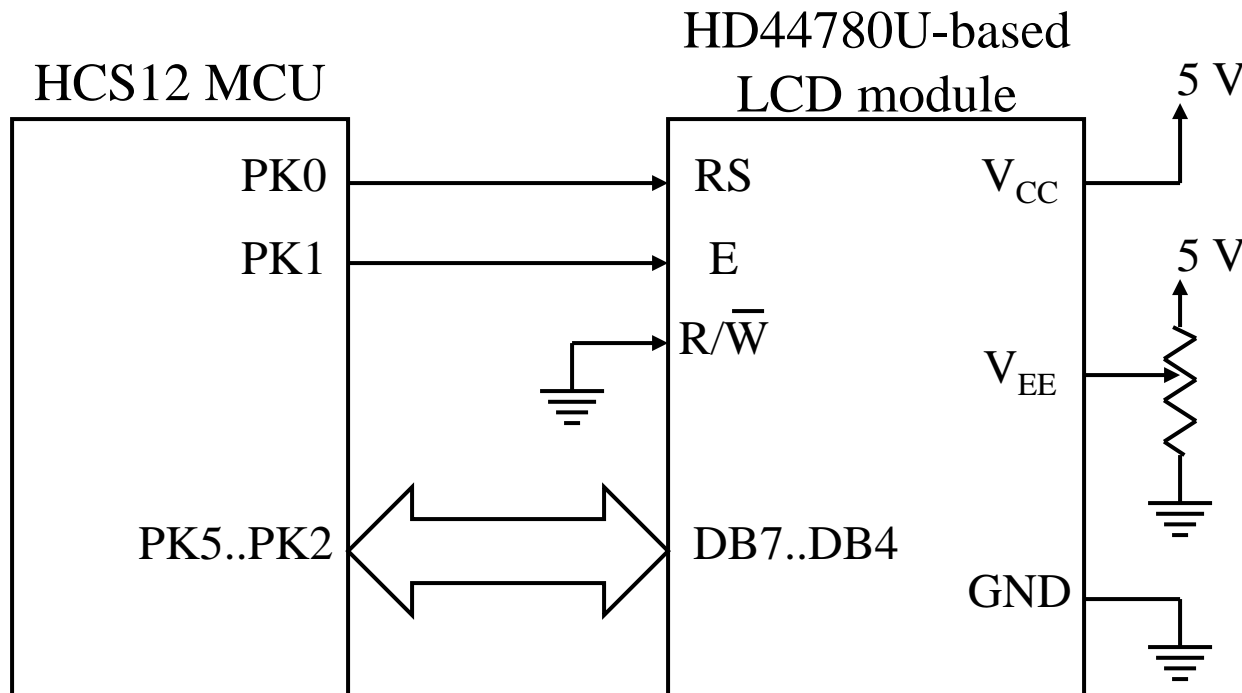 HD44780U-based
LCD module
HCS12 MCU
5 V
PK0
RS
VCC
PK1
E
5 V
R/W̅
VEE
PK5..PK2
DB7..DB4
GND